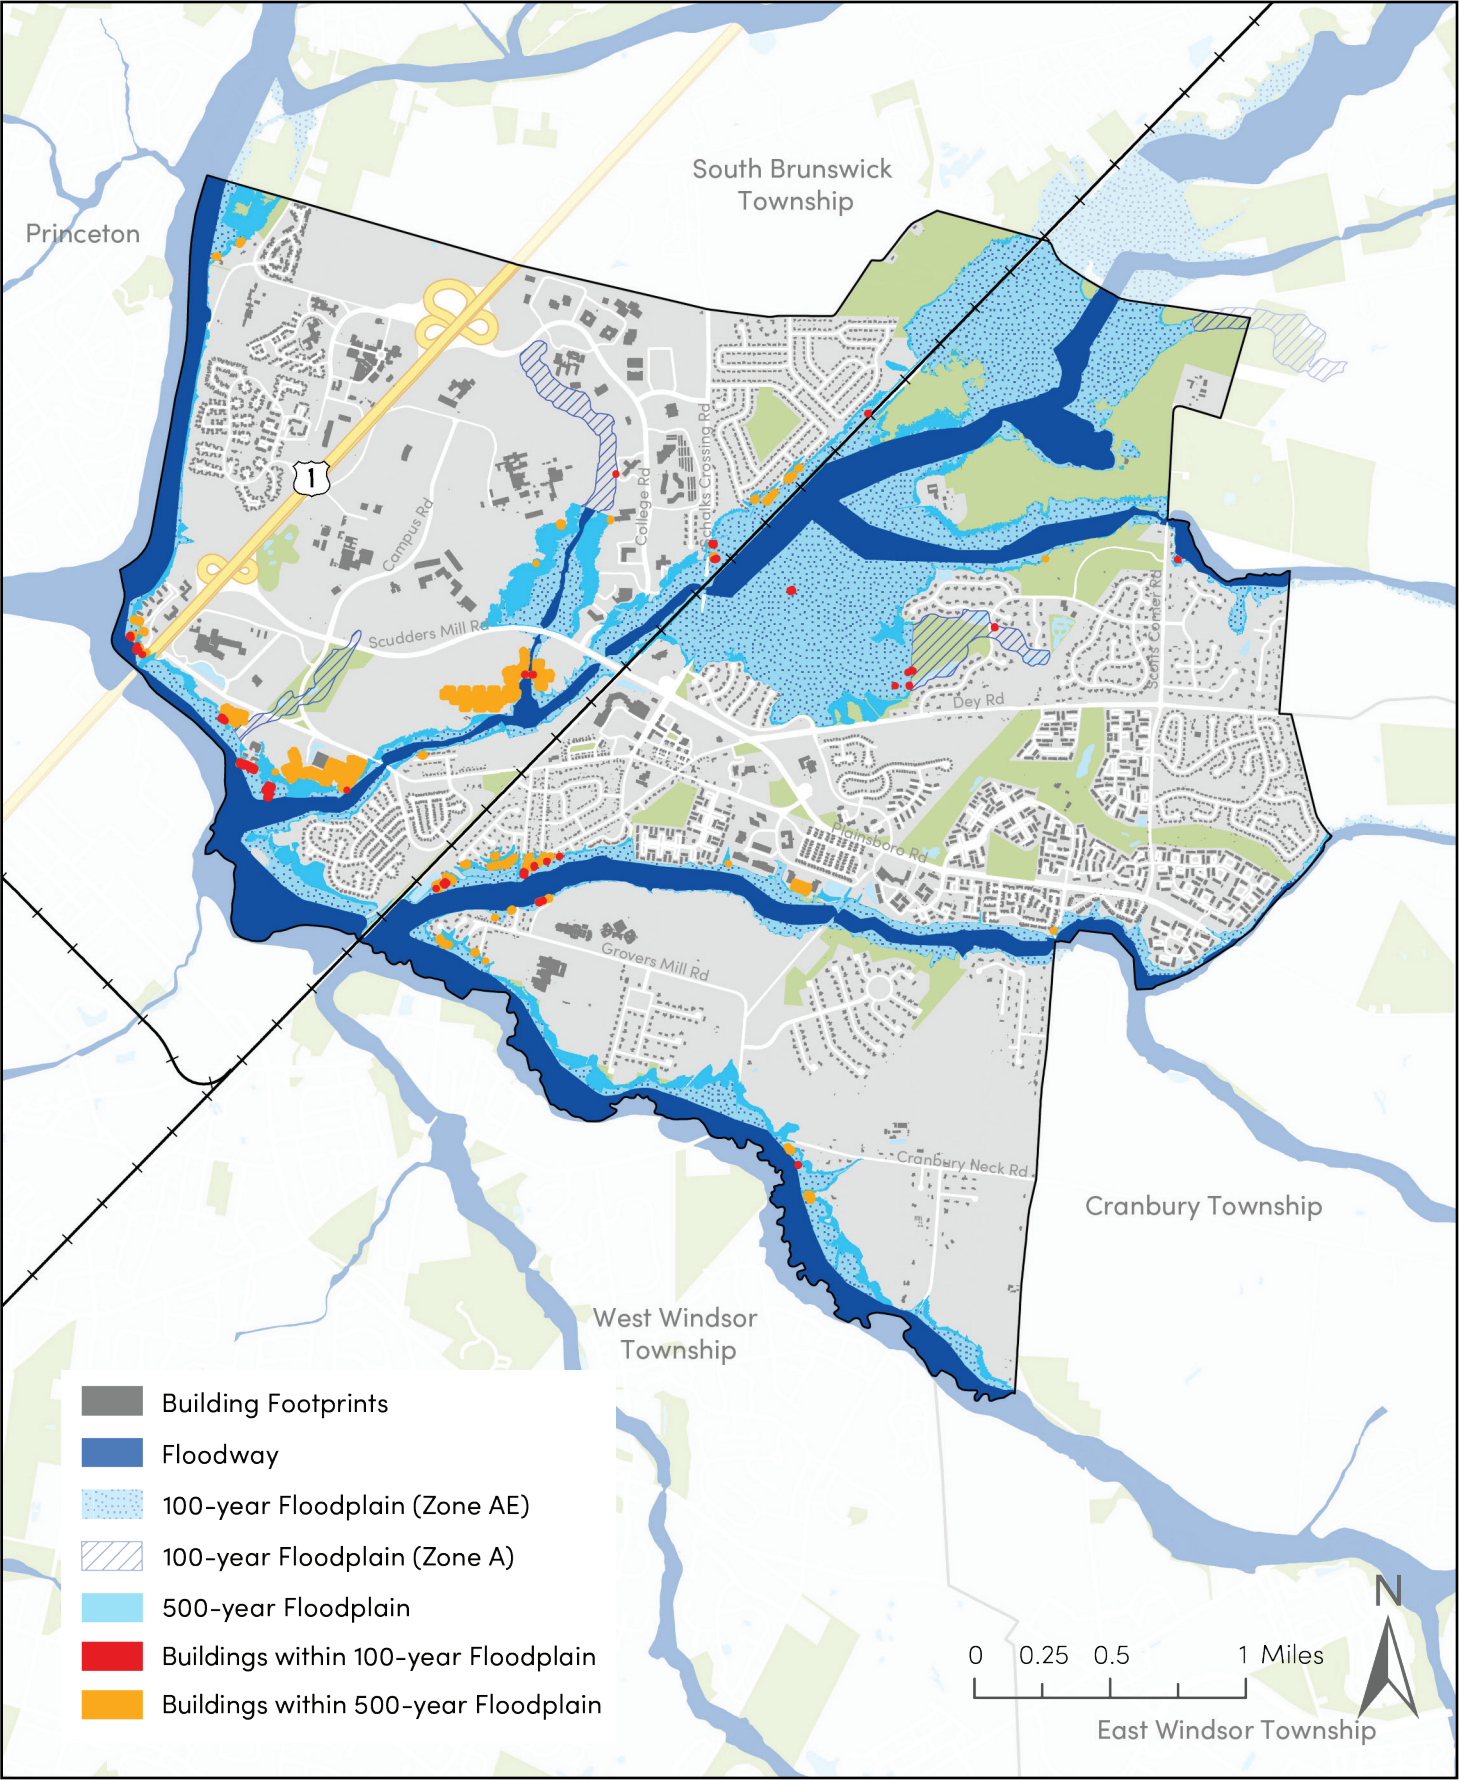 South Brunswick
Township
Princeton
1
Schalks Crossing Rd
College Rd
Campus Rd
Scudders Mill Rd
Scotts Corner Rd
Dey Rd
Plainsboro Rd
Grovers Mill Rd
Cranbury Neck Rd
Cranbury Township
West Windsor
Township
Building Footprints
Floodway
100-year Floodplain (Zone AE)
100-year Floodplain (Zone A)
500-year Floodplain
Buildings within 100-year Floodplain
Buildings within 500-year Floodplain
N
0 0.25 0.5 1 Miles
East Windsor Township